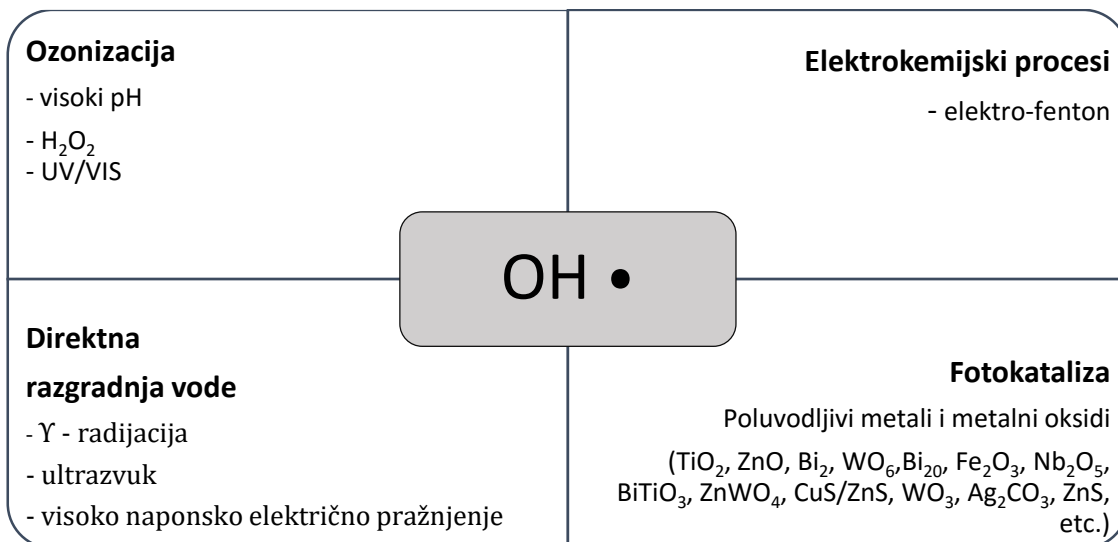 Ozonizacija
- visoki pH
- H₂O₂
- UV/VIS
Elektrokemijski procesi
- elektro-fenton
OH •
Direktna
razgradnja vode
- ϒ - radijacija
- ultrazvuk
- visoko naponsko električno pražnjenje
Fotokataliza
Poluvodljivi metali i metalni oksidi
(TiO₂, ZnO, Bi₂, WO₆,Bi₂₀, Fe₂O₃, Nb₂O₅,
BiTiO₃, ZnWO₄, CuS/ZnS, WO₃, Ag₂CO₃, ZnS,
etc.)